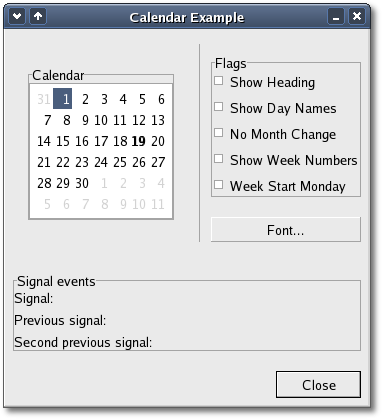 Calendar Example
Calendar
31 1 2 3 4 5 6
7 8 9 10 11 12 13
14 15 16 17 18 19 20
21 22 23 24 25 26 27
28 29 30 1 2 3 4
5 6 7 8 9 10 11
Flags
Show Heading
Show Day Names
No Month Change
Show Week Numbers
Week Start Monday
Font...
Signal events
Signal:
Previous signal:
Second previous signal:
Close